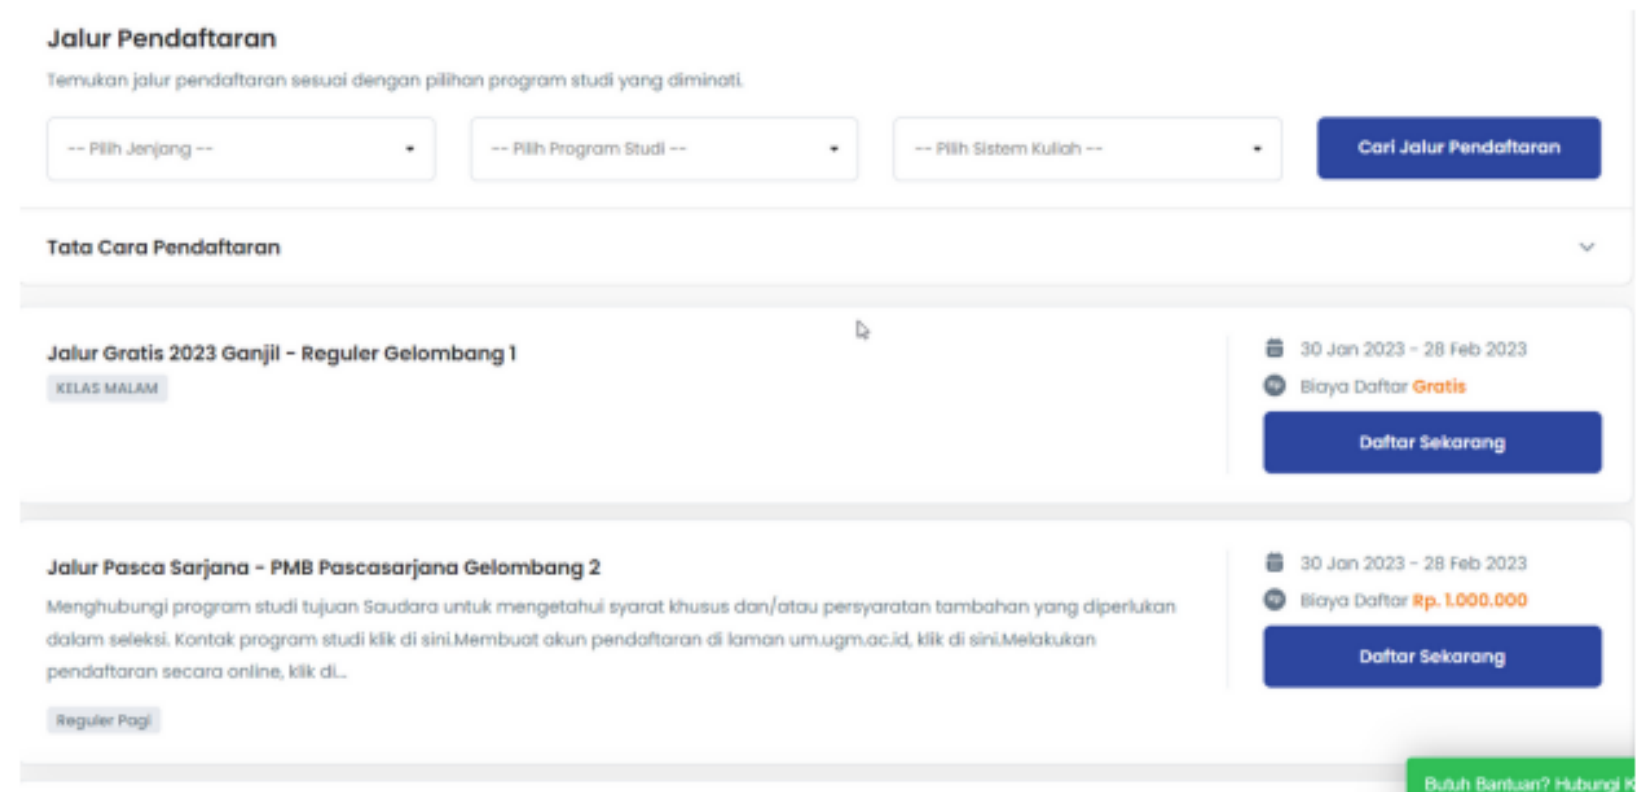 Jalur Pendaftaran
Temukan jalur pendaftaran sesuai dengan pilihan program studi yang diminati.
-- Pilih Jenjang --
-- Pilih Program Studi --
-- Pilih Sistem Kuliah --
Cari Jalur Pendaftaran
Tata Cara Pendaftaran
Jalur Gratis 2023 Ganjil - Reguler Gelombang 1
KELAS MALAM
30 Jan 2023 - 28 Feb 2023
Biaya Daftar Gratis
Daftar Sekarang
Jalur Pasca Sarjana - PMB Pascasarjana Gelombang 2
Menghubungi program studi tujuan Saudara untuk mengetahui syarat khusus dan/atau persyaratan tambahan yang diperlukan
dalam seleksi. Kontak program studi klik di sini.Membuat akun pendaftaran di laman um.ugm.ac.id, klik di sini.Melakukan
pendaftaran secara online, klik di...
Reguler Pagi
30 Jan 2023 - 28 Feb 2023
Biaya Daftar Rp. 1.000.000
Daftar Sekarang
Butuh Bantuan? Hubungi K